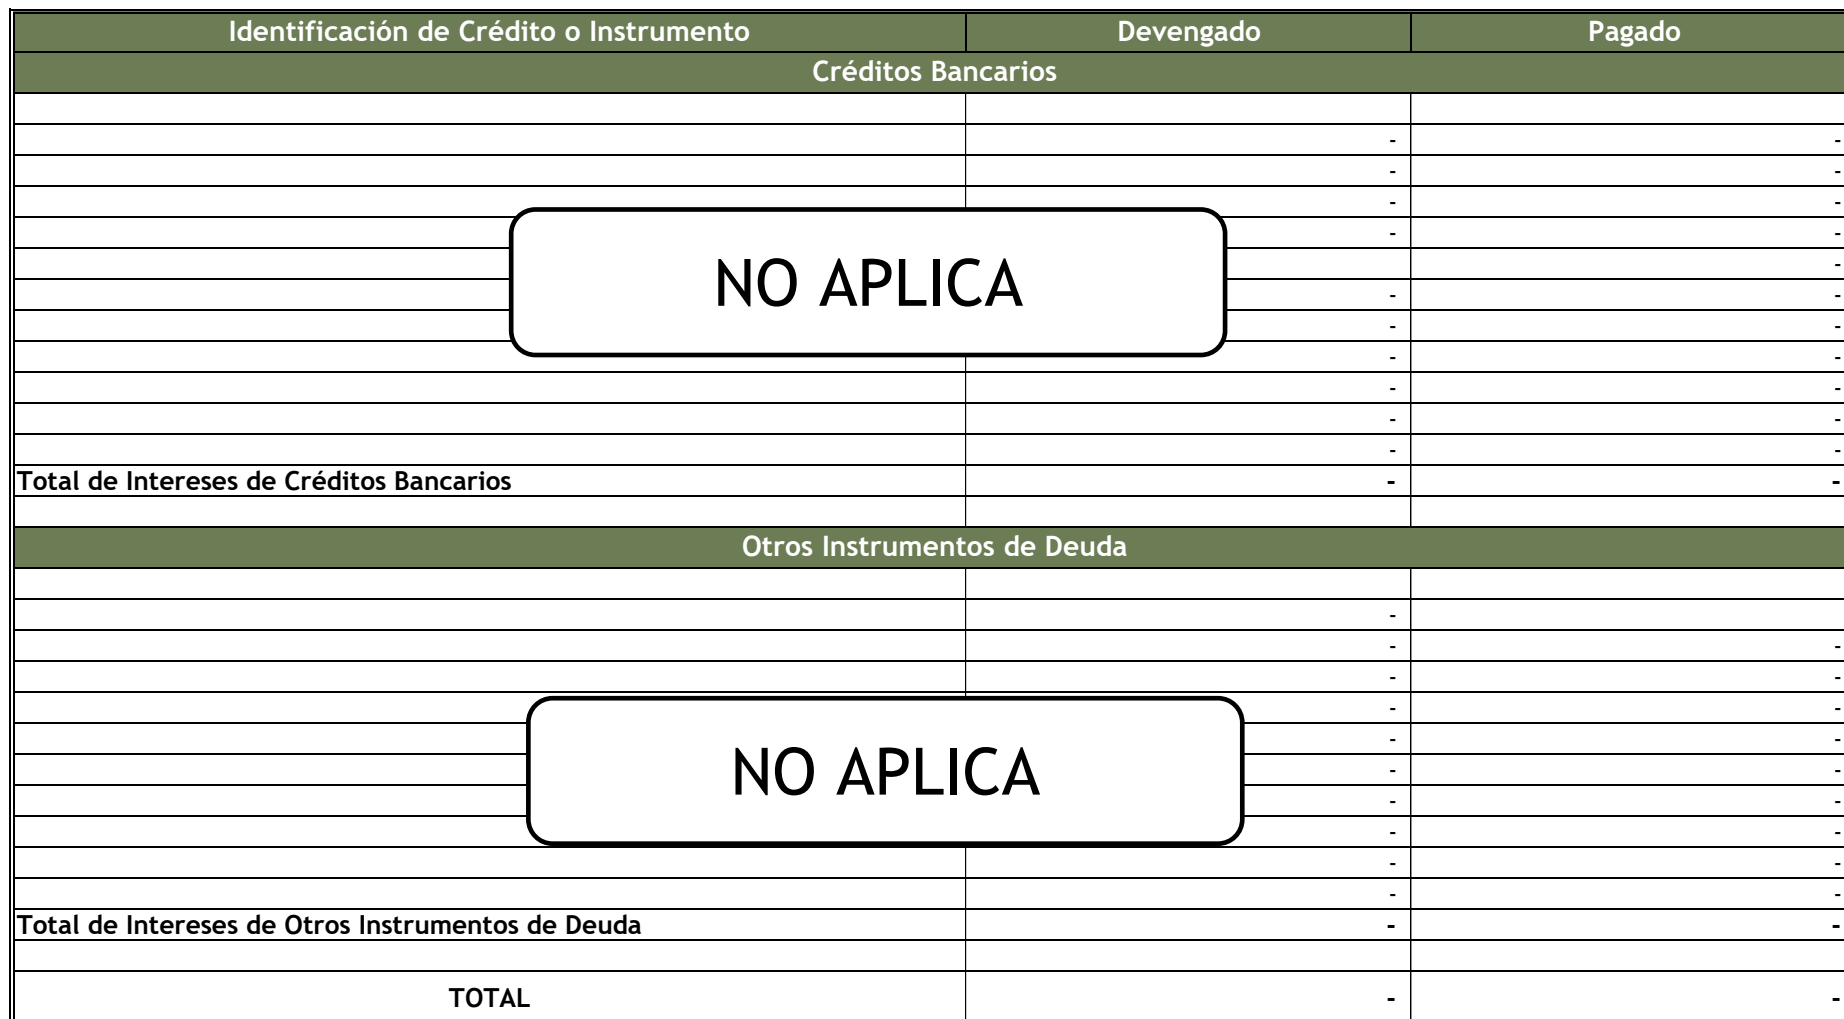 Identificación de Crédito o Instrumento Devengado Pagado
Créditos Bancarios
- -
- -
- -
- -
-
NO APLICA
- -
- -
- -
- -
- -
- -
Total de Intereses de Créditos Bancarios - -
Otros Instrumentos de Deuda
- -
- -
- -
- -
- -
NO APLICA
- -
- -
- -
- -
- -
Total de Intereses de Otros Instrumentos de Deuda - -
TOTAL - -